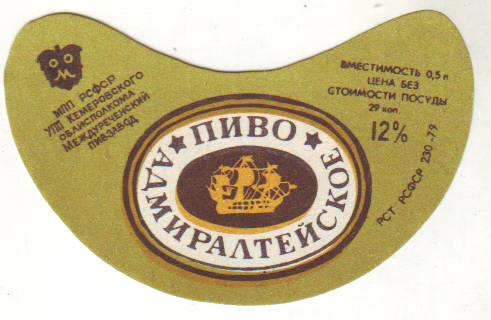 МПП РСФСР
УПП КЕМЕРОВСКОГО
ОБЛИСПОЛКОМА
МЕЖДУРЕЧЕНСКИЙ
ПИВЗАВОД
ПИВО
АДМИРАЛТЕЙСКОЕ
ВМЕСТИМОСТЬ 0,5 л
ЦЕНА БЕЗ
СТОИМОСТИ ПОСУДЫ
29 коп
12%
РСТ РСФСР 230-79